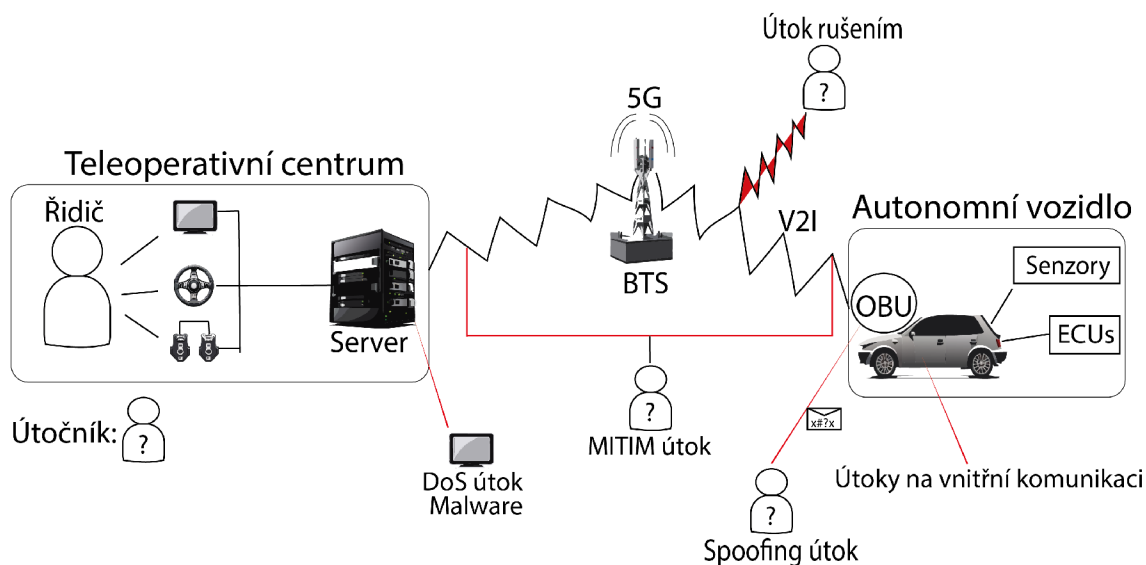 Útok rušením
?
5G
Teleoperativní centrum
Řidič
V2I
Autonomní vozidlo
Senzory
OBU
BTS
Server
ECUs
?
Útočník:
?
x#?x
MITIM útok
DoS útok
Malware
Útoky na vnitřní komunikaci
?
Spoofing útok